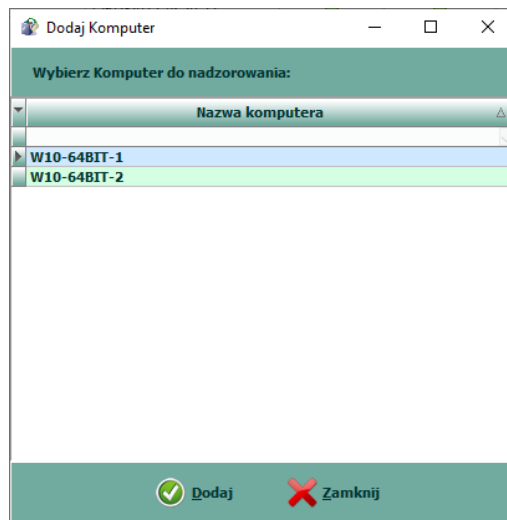 Dodaj Komputer
Wybierz Komputer do nadzorowania:
Nazwa komputera
W10-64BIT-1
W10-64BIT-2
Dodaj
Zamknij